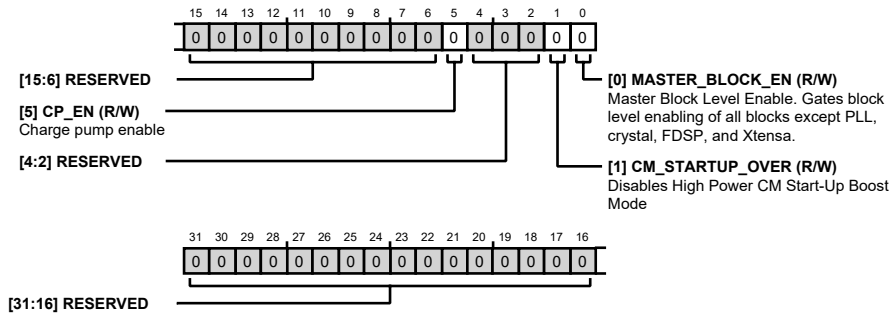 15 14 13 12 11 10 9 8 7 6 5 4 3 2 1 0
0 0 0 0 0 0 0 0 0 0 0 0 0 0 0 0
[15:6] RESERVED
[0] MASTER_BLOCK_EN (R/W)
Master Block Level Enable. Gates block
level enabling of all blocks except PLL,
crystal, FDSP, and Xtensa.
[5] CP_EN (R/W)
Charge pump enable
[4:2] RESERVED
[1] CM_STARTUP_OVER (R/W)
Disables High Power CM Start-Up Boost
Mode
31 30 29 28 27 26 25 24 23 22 21 20 19 18 17 16
0 0 0 0 0 0 0 0 0 0 0 0 0 0 0 0
[31:16] RESERVED